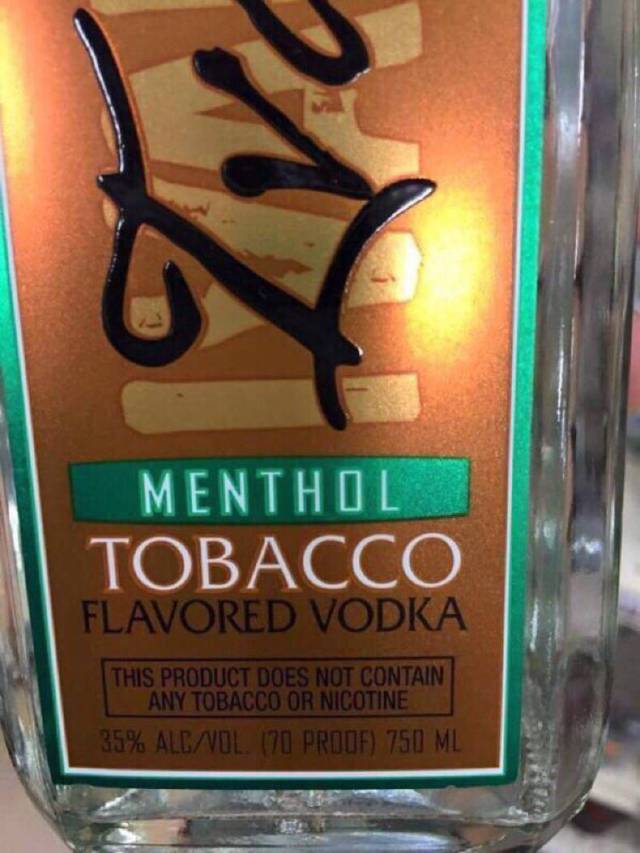 MENTHOL
TOBACCO
FLAVORED VODKA
THIS PRODUCT DOES NOT CONTAIN
ANY TOBACCO OR NICOTINE
35% ALC/VOL. (70 PROOF) 750 ML